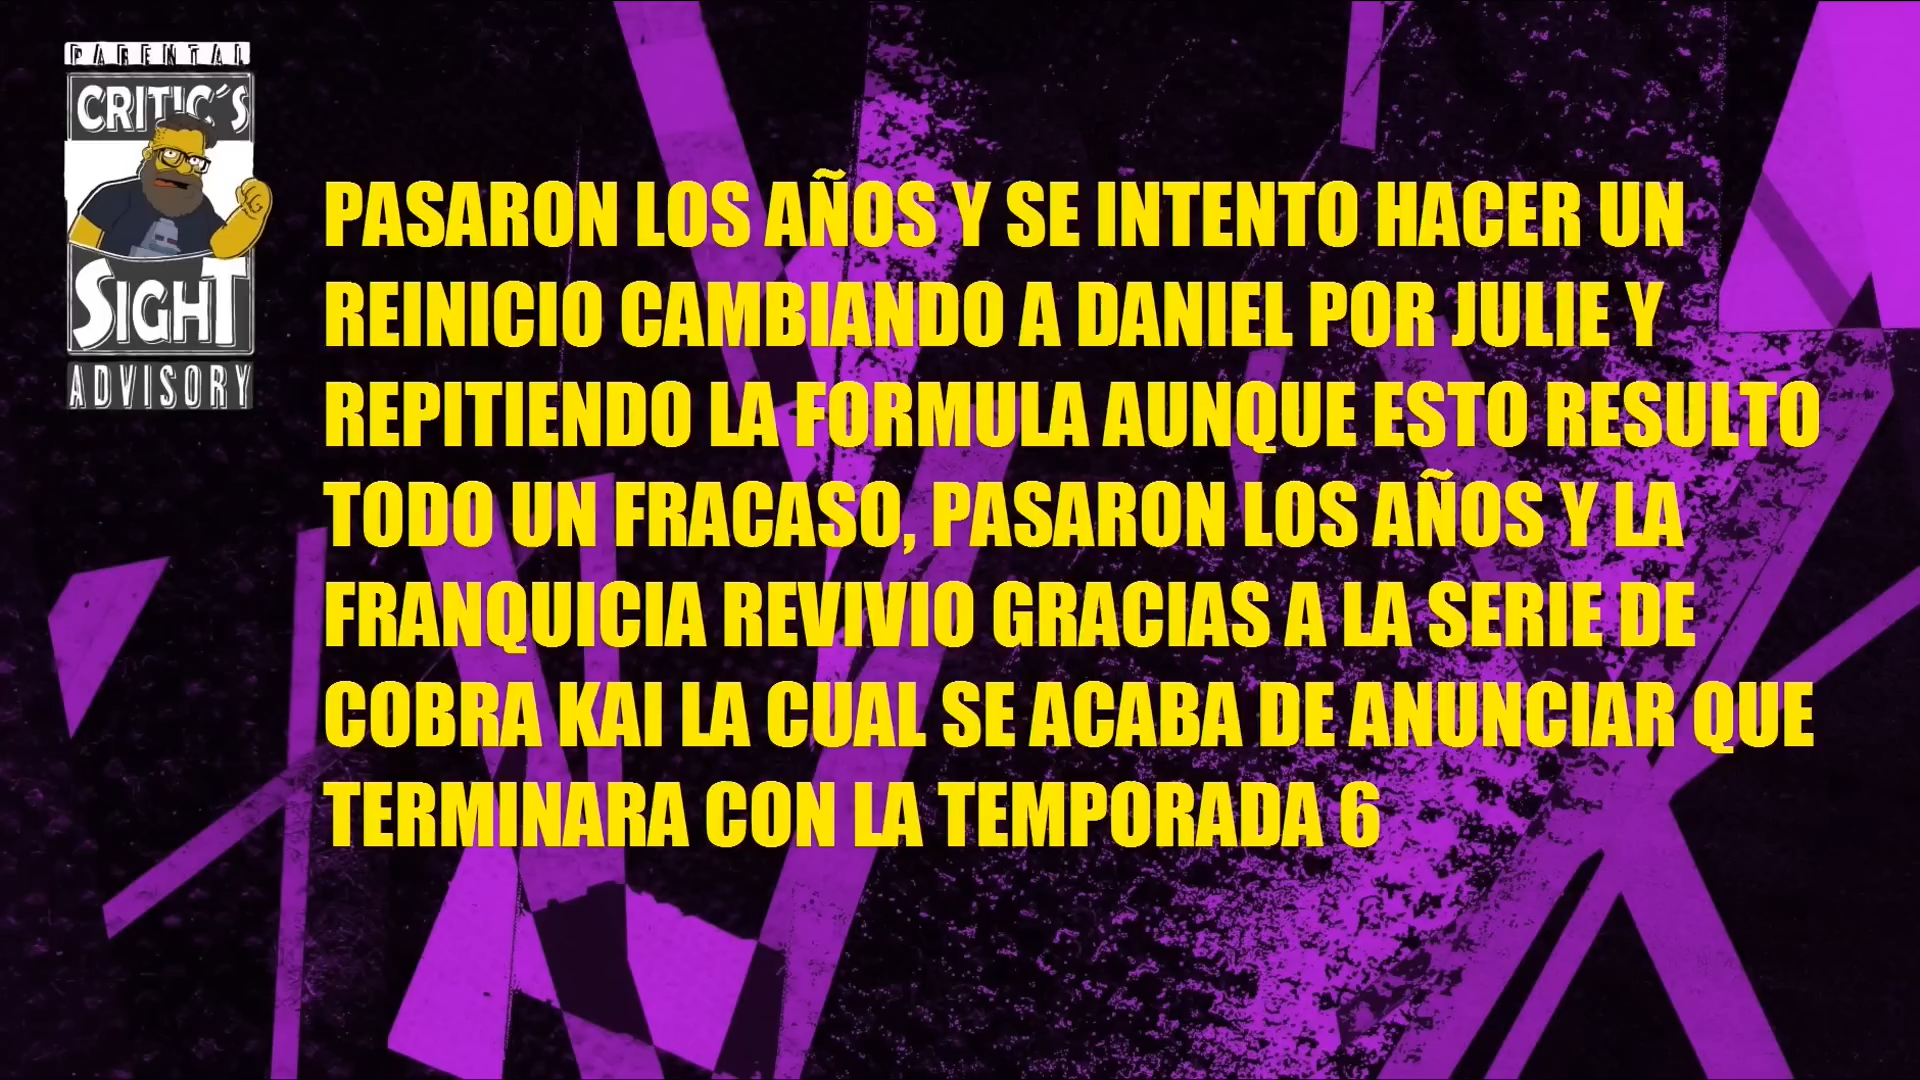 PARENTAL
CRITIC´S
SIGHT
ADVISORY
PASARON LOS AÑOS Y SE INTENTO HACER UN
REINICIO CAMBIANDO A DANIEL POR JULIE Y
REPITIENDO LA FORMULA AUNQUE ESTO RESULTO
TODO UN FRACASO, PASARON LOS AÑOS Y LA
FRANQUICIA REVIVIO GRACIAS A LA SERIE DE
COBRA KAI LA CUAL SE ACABA DE ANUNCIAR QUE
TERMINARA CON LA TEMPORADA 6